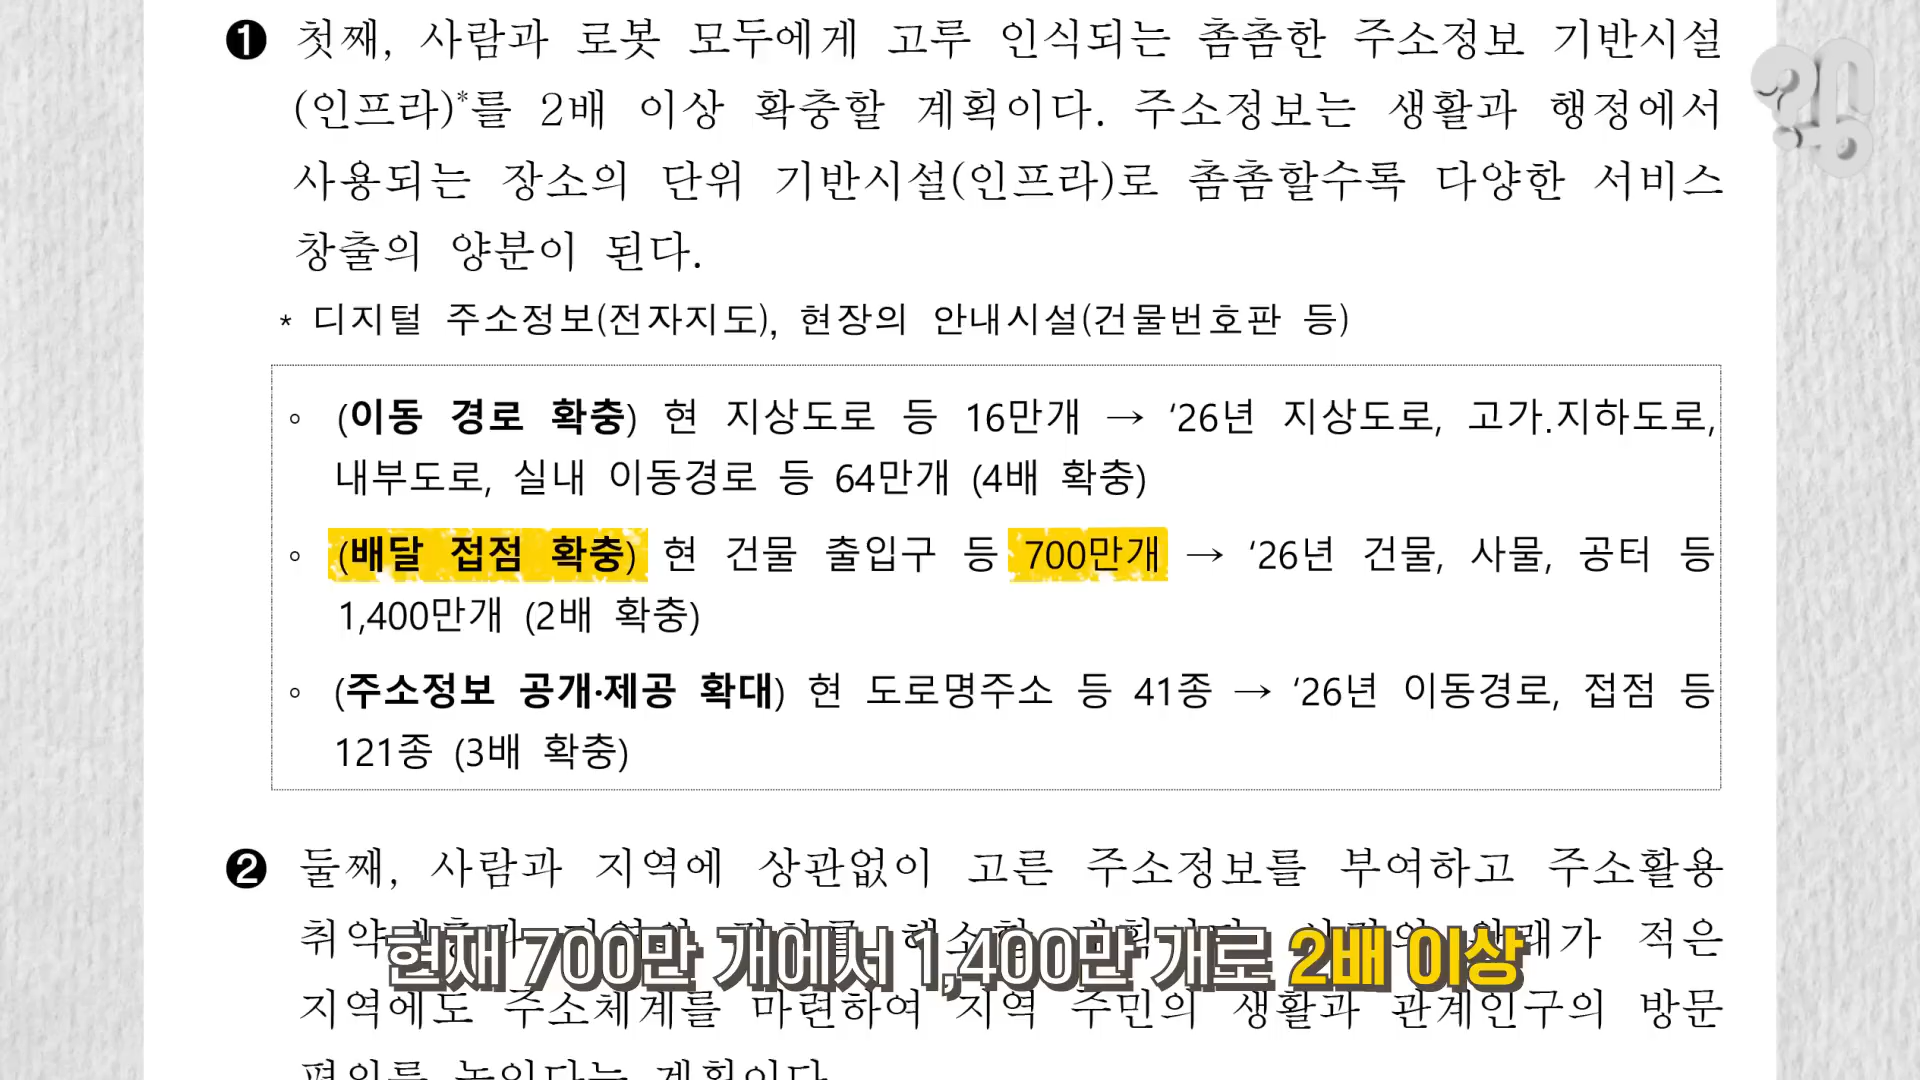 ❶ 첫째, 사람과 로봇 모두에게 고루 인식되는 촘촘한 주소정보 기반시설
(인프라)*를 2배 이상 확충할 계획이다. 주소정보는 생활과 행정에서
사용되는 장소의 단위 기반시설(인프라)로 촘촘할수록 다양한 서비스
창출의 양분이 된다.
* 디지털 주소정보(전자지도), 현장의 안내시설(건물번호판 등)
◦ (이동 경로 확충) 현 지상도로 등 16만개 → ‘26년 지상도로, 고가.지하도로,
내부도로, 실내 이동경로 등 64만개 (4배 확충)
◦ (배달 접점 확충) 현 건물 출입구 등 700만개 → ‘26년 건물, 사물, 공터 등
1,400만개 (2배 확충)
◦ (주소정보 공개·제공 확대) 현 도로명주소 등 41종 → ‘26년 이동경로, 접점 등
121종 (3배 확충)
❷ 둘째, 사람과 지역에 상관없이 고른 주소정보를 부여하고 주소활용
취약 적은
현재 700만 개에서 1,400만 개로 2배 이상
지역에도 주소체계를 마련하여 지역 주민의 생활과 관계인구의 방문